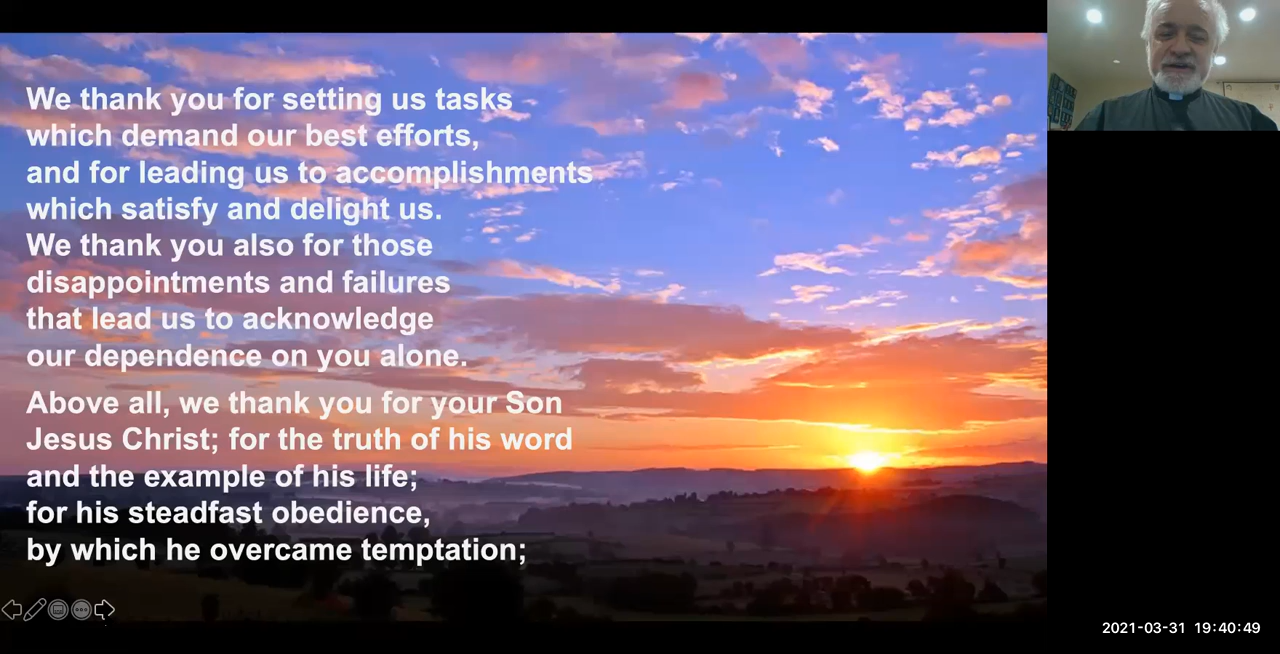 We thank you for setting us tasks
which demand our best efforts,
and for leading us to accomplishments
which satisfy and delight us.
We thank you also for those
disappointments and failures
that lead us to acknowledge
our dependence on you alone.
Above all, we thank you for your Son
Jesus Christ; for the truth of his word
and the example of his life;
for his steadfast obedience,
by which he overcame temptation;
2021-03-31 19:40:49